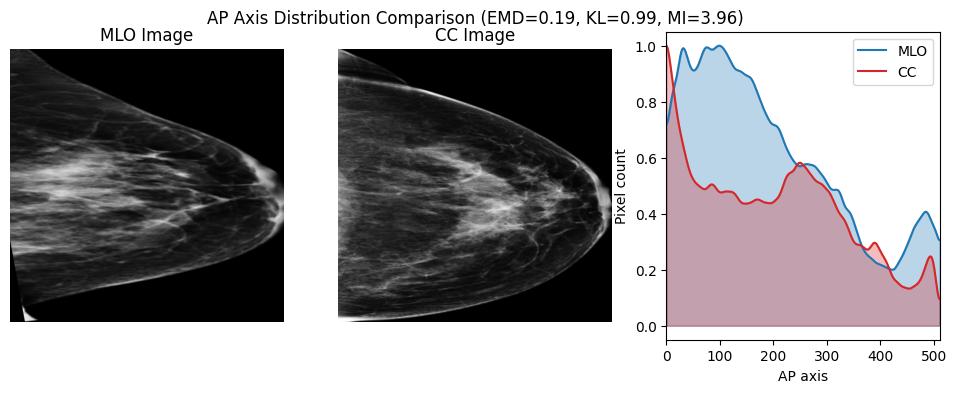 AP Axis Distribution Comparison (EMD=0.19, KL=0.99, MI=3.96)
MLO Image
CC Image
MLO
CC
Pixel count
1.0
0.8
0.6
0.4
0.2
0.0
0 100 200 300 400 500
AP axis